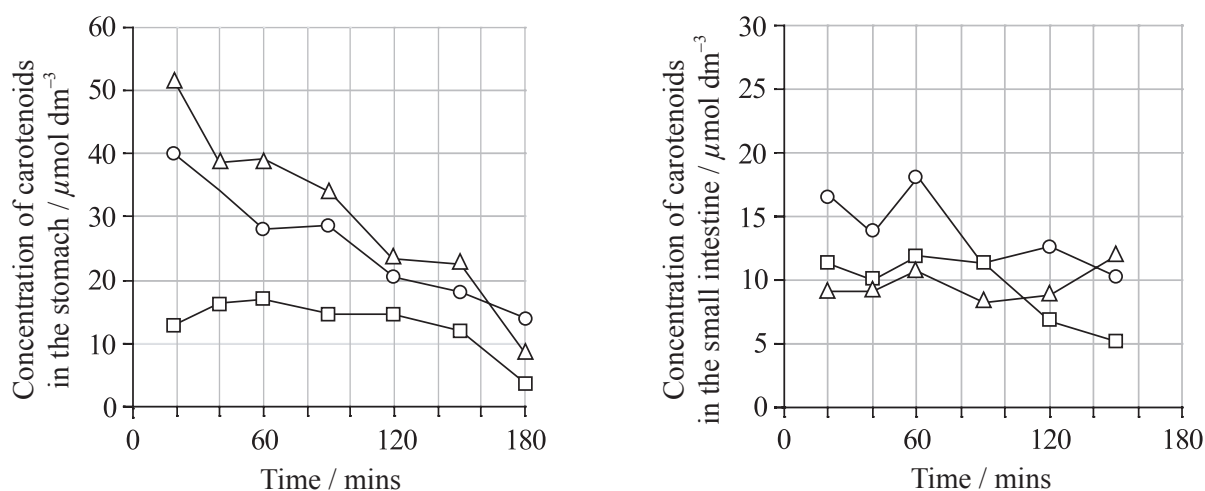 Concentration of carotenoids
in the stomach / µmol dm⁻³
60
50
40
30
20
10
0
0 60 120 180
Time / mins
Concentration of carotenoids
in the small intestine / µmol dm⁻³
30
25
20
15
10
5
0
0 60 120 180
Time / mins